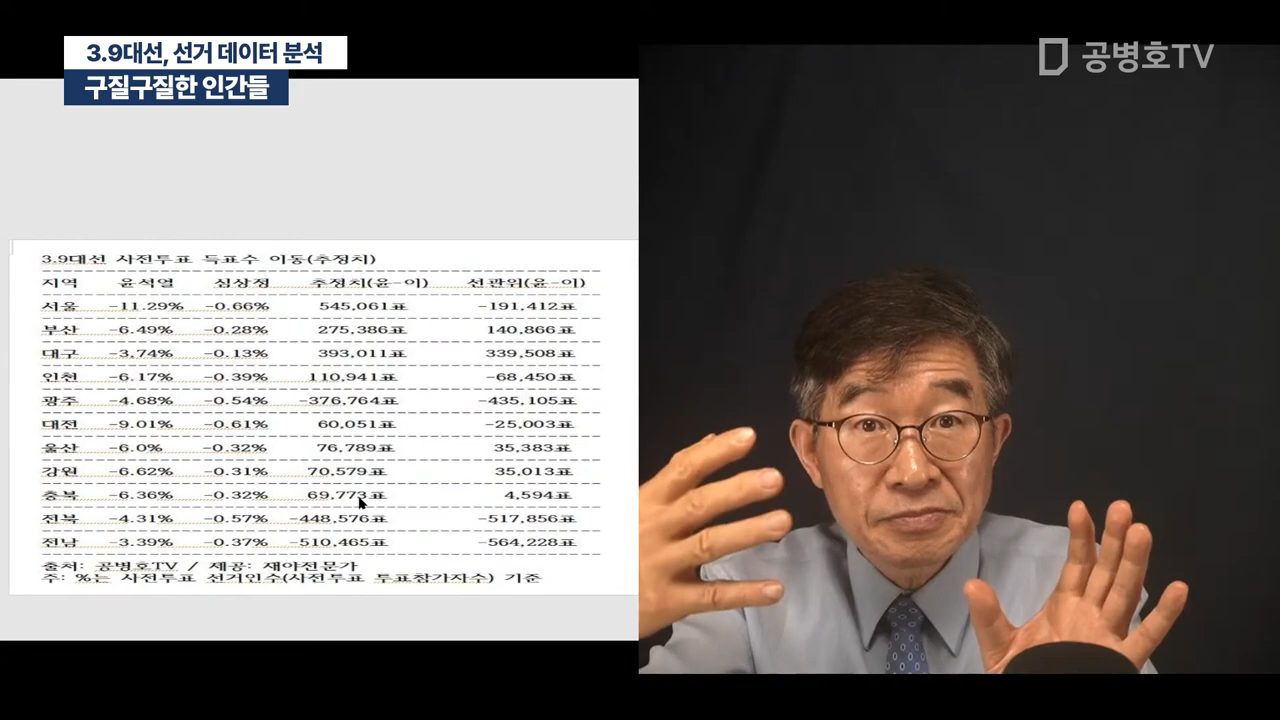 3.9대선, 선거 데이터 분석
구질구질한 인간들
공병호TV
3.9대선 사전투표 득표수 이동(추정치)
지역 윤석열 심상정 추정치(윤-이) 선관위(윤-이)
서울 -11.29% -0.66% 545,061표 -191,412표
부산 -6.49% -0.28% 275,386표 140,866표
대구 -3.74% -0.13% 393,011표 339,508표
인천 -6.17% -0.39% 110,941표 -68,450표
광주 -4.68% -0.54% -376,764표 -435,105표
대전 -9.01% -0.61% 60,051표 -25,003표
울산 -6.0% -0.32% 76,789표 35,383표
강원 -6.62% -0.31% 70,579표 35,013표
충북 -6.36% -0.32% 69,773표 4,594표
전북 -4.31% -0.57% -448,576표 -517,856표
전남 -3.39% -0.37% -510,465표 -564,228표
출처: 공병호TV / 제공: 재야전문가
주: %는 사전투표 선거인수(사전투표 투표참가자수) 기준